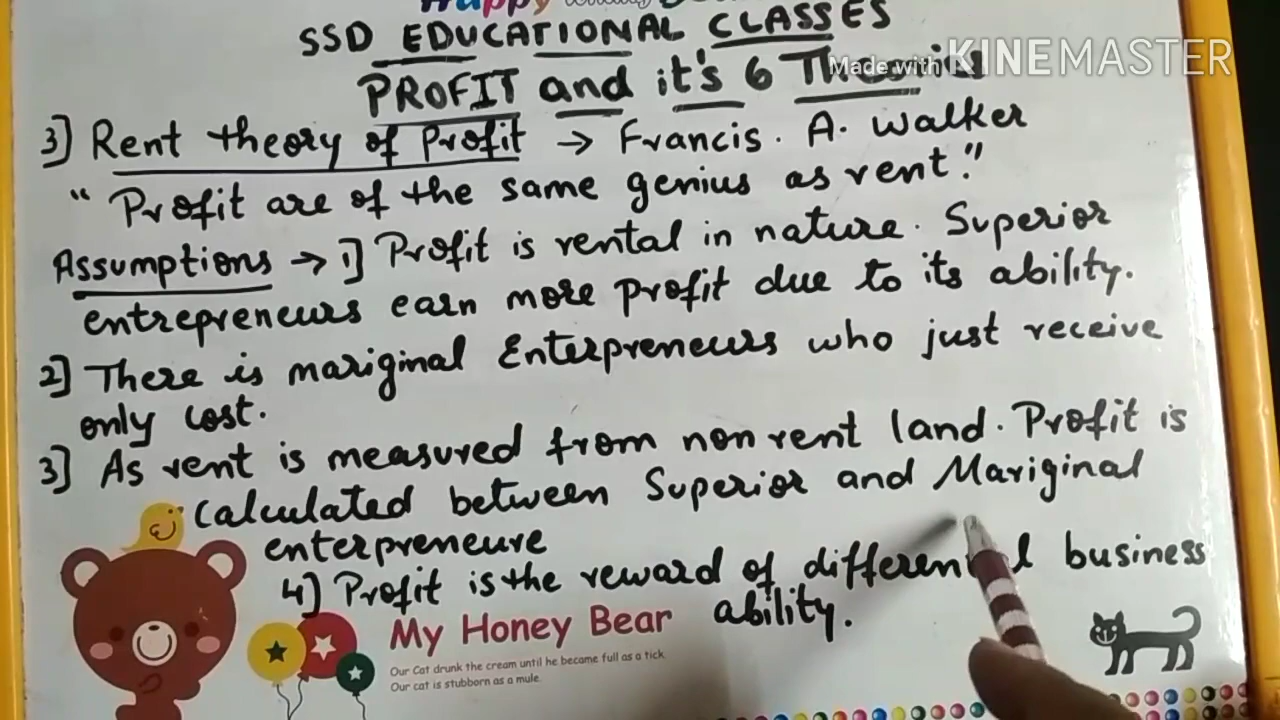 Happy
SSD EDUCATIONAL CLASSES
Made with KINEMASTER
PROFIT and it's 6
3] Rent theory of Profit → Francis. A. Walker
"Profit are of the same genius as rent."
Assumptions → 1] Profit is rental in nature. Superior
entrepreneurs earn more profit due to its ability.
2] There is mariginal Enterpreneurs who just receive
only cost.
3] As rent is measured from non rent land. Profit is
calculated between Superior and Mariginal
enterpreneure
4] Profit is the reward of business
ability.
My Honey Bear
Our Cat drunk the cream until he became full as a tick.
Our cat is stubborn as a mule.